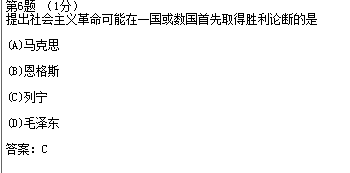 第6题 (1分)
提出社会主义革命可能在一国或数国首先取得胜利论断的是
(A)马克思
(B)恩格斯
(C)列宁
(D)毛泽东
答案：C